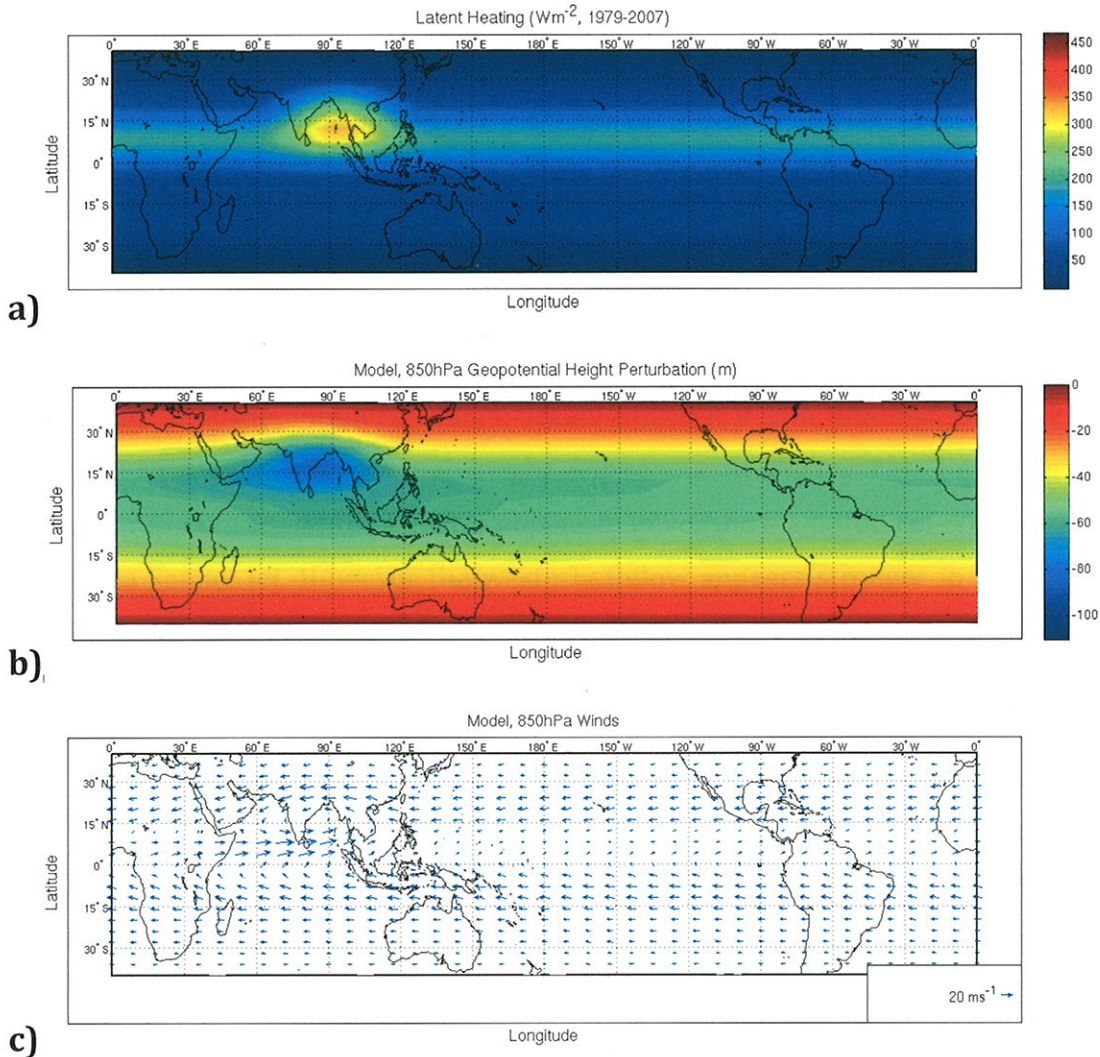 Latent Heating (Wm-2, 1979-2007)
0° 30° E 60° E 90° E 120° E 150° E 180° E 150° W 120° W 90° W 60° W 30° W 0°
30° N
15° N
0°
15° S
30° S
Latitude
Longitude
450
400
350
300
250
200
150
100
50
a)
Model, 850hPa Geopotential Height Perturbation (m)
0° 30° E 60° E 90° E 120° E 150° E 180° E 150° W 120° W 90° W 60° W 30° W 0°
30° N
15° N
0°
15° S
30° S
Latitude
Longitude
0
-20
-40
-60
-80
-100
b)
Model, 850hPa Winds
0° 30° E 60° E 90° E 120° E 150° E 180° E 150° W 120° W 90° W 60° W 30° W 0°
30° N
15° N
0°
15° S
30° S
Latitude
20 ms-1
Longitude
c)